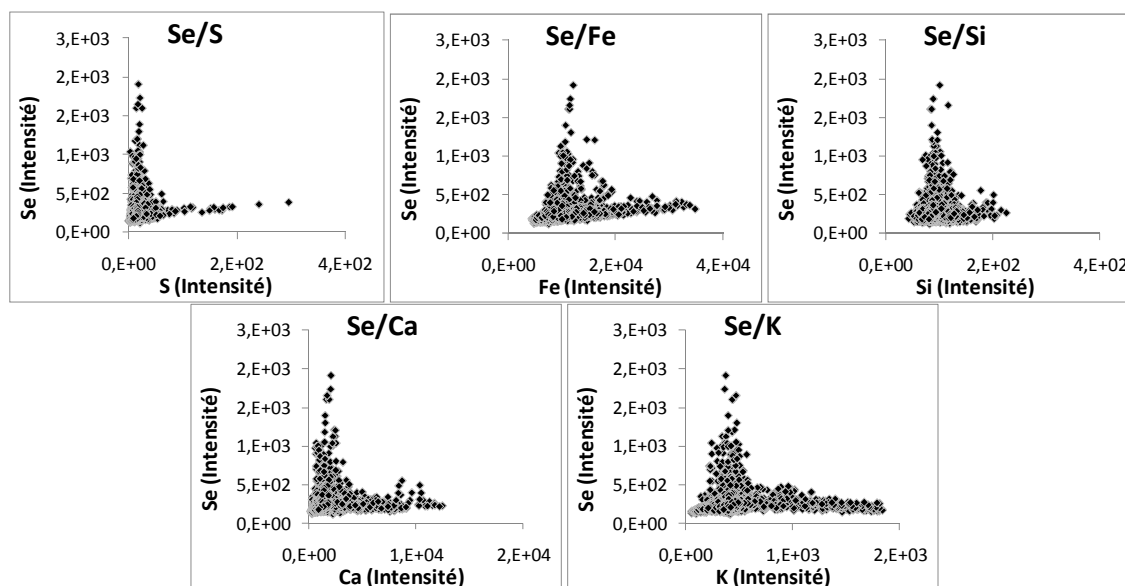 Se/S
3,E+03
2,E+03
2,E+03
1,E+03
5,E+02
0,E+00
Se (Intensité)
0,E+00 2,E+02 4,E+02
S (Intensité)
Se/Fe
3,E+03
2,E+03
2,E+03
1,E+03
5,E+02
0,E+00
Se (Intensité)
0,E+00 2,E+04 4,E+04
Fe (Intensité)
Se/Si
3,E+03
2,E+03
2,E+03
1,E+03
5,E+02
0,E+00
Se (Intensité)
0,E+00 2,E+02 4,E+02
Si (Intensité)
Se/Ca
3,E+03
2,E+03
2,E+03
1,E+03
5,E+02
0,E+00
Se (Intensité)
0,E+00 1,E+04 2,E+04
Ca (Intensité)
Se/K
3,E+03
2,E+03
2,E+03
1,E+03
5,E+02
0,E+00
Se (Intensité)
0,E+00 1,E+03 2,E+03
K (Intensité)